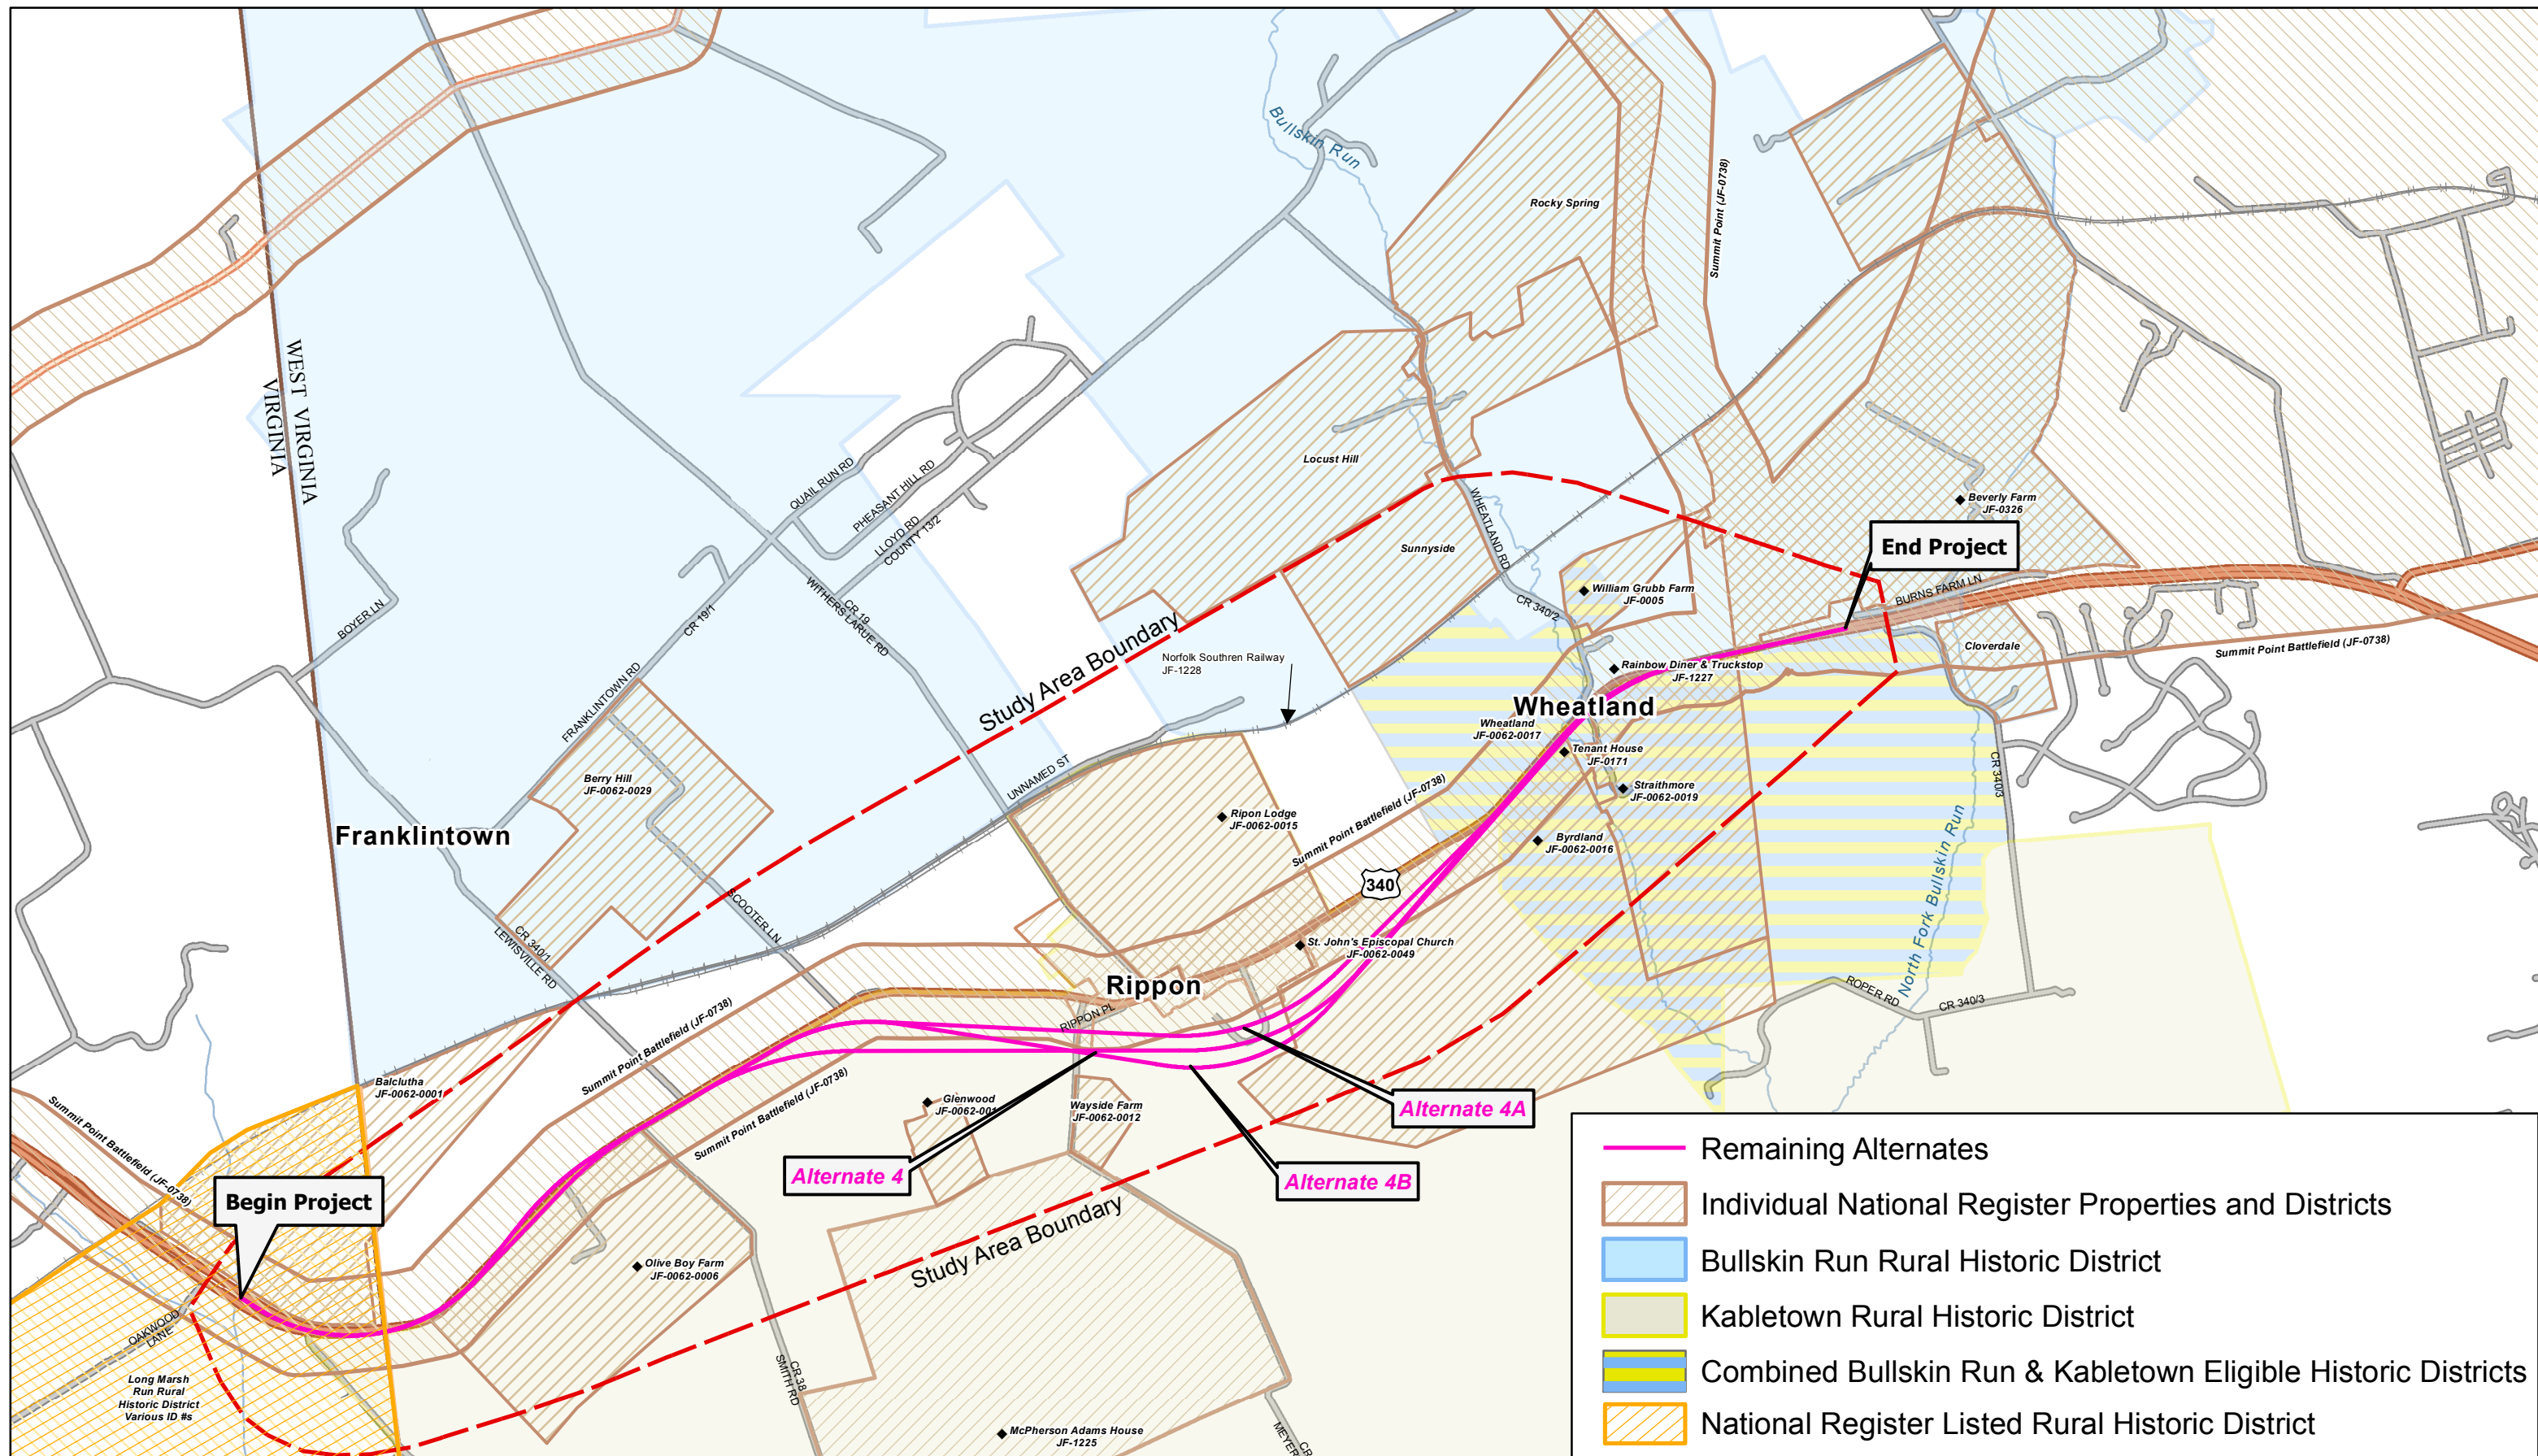 Bullskin Run
Rocky Spring
Summit Point (JF-0738)
WEST VIRGINIA
VIRGINIA
Locust Hill
QUAIL RUN RD
PHEASANT HILL RD
LLOYD RD
COUNTY 13/2
Beverly Farm
JF-0326
WHEATLAND RD
End Project
Sunnyside
William Grubb Farm
JF-0005
BURNS FARM LN
CR 340/2
BOYER LN
CR 19/1
CR 19
WITHERS LARUE RD
Study Area Boundary
Norfolk Southren Railway
JF-1228
Cloverdale
Summit Point Battlefield (JF-0738)
Rainbow Diner & Truckstop
JF-1227
FRANKLINTOWN RD
Wheatland
Wheatland
JF-0062-0017
Tenant House
JF-0171
Berry Hill
JF-0062-0029
UNNAMED ST
CR 340/3
Straithmore
JF-0062-0019
Ripon Lodge
JF-0062-0015
Summit Point Battlefield (JF-0738)
Franklintown
Byrdland
JF-0062-0016
340
North Fork Bullskin Run
SCOOTER LN
CR 340/1
LEWISVILLE RD
St. John's Episcopal Church
JF-0062-0049
Rippon
ROPER RD
CR 340/3
RIPPON PL
Summit Point Battlefield (JF-0738)
Balclutha
JF-0062-0001
Summit Point Battlefield (JF-0738)
Glenwood
JF-0062-001
Wayside Farm
JF-0062-0012
Alternate 4A
Summit Point Battlefield (JF-0738)
Alternate 4
Alternate 4B
Begin Project
Study Area Boundary
Olive Boy Farm
JF-0062-0006
OAKWOOD
LANE
Long Marsh
Run Rural
Historic District
Various ID #s
CR 38
SMITH RD
McPherson Adams House
JF-1225
MEYER
CR
Remaining Alternates
Individual National Register Properties and Districts
Bullskin Run Rural Historic District
Kabletown Rural Historic District
Combined Bullskin Run & Kabletown Eligible Historic Districts
National Register Listed Rural Historic District